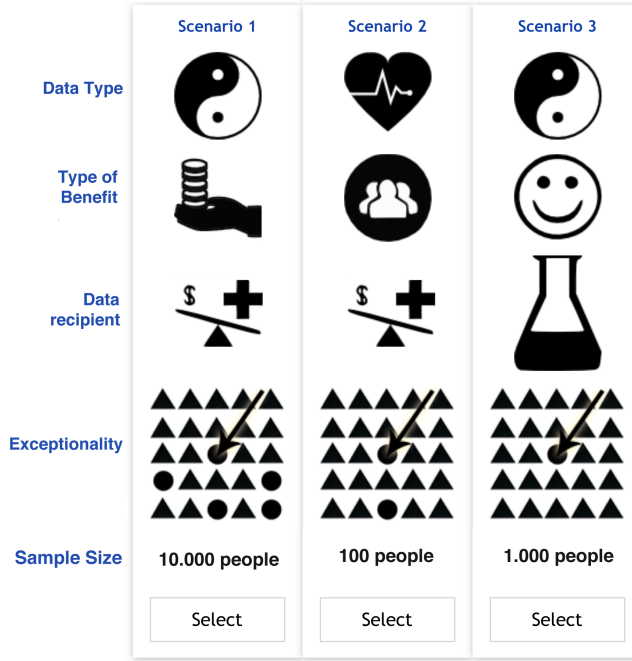 Scenario 1
Scenario 2
Scenario 3
Data Type
Type of
Benefit
Data
recipient
$
$
Exceptionality
Sample Size
10.000 people
100 people
1.000 people
Select
Select
Select